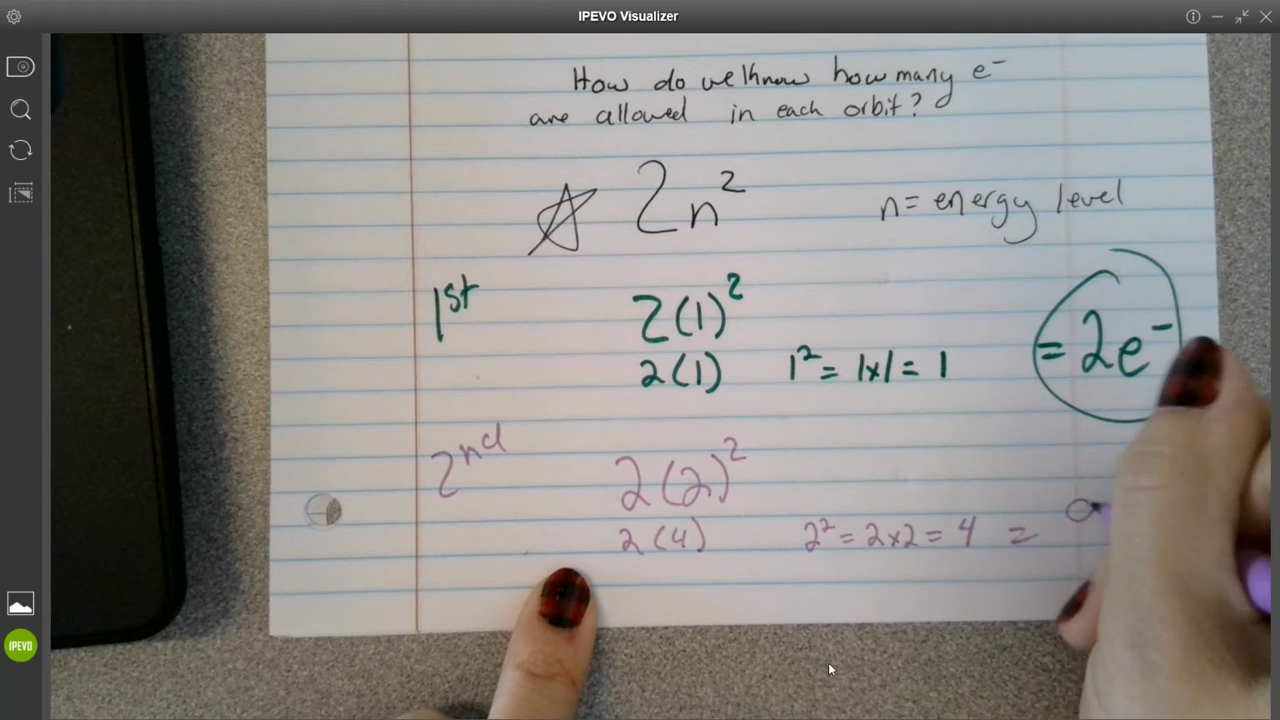 IPEVO Visualizer
How do we know how many e⁻
are allowed in each orbit?
2n² n = energy level
1st 2(1)² = 2e⁻
2(1) 1² = 1x1 = 1
2nd 2(2)²
2(4) 2² = 2x2 = 4 =
IPEVO